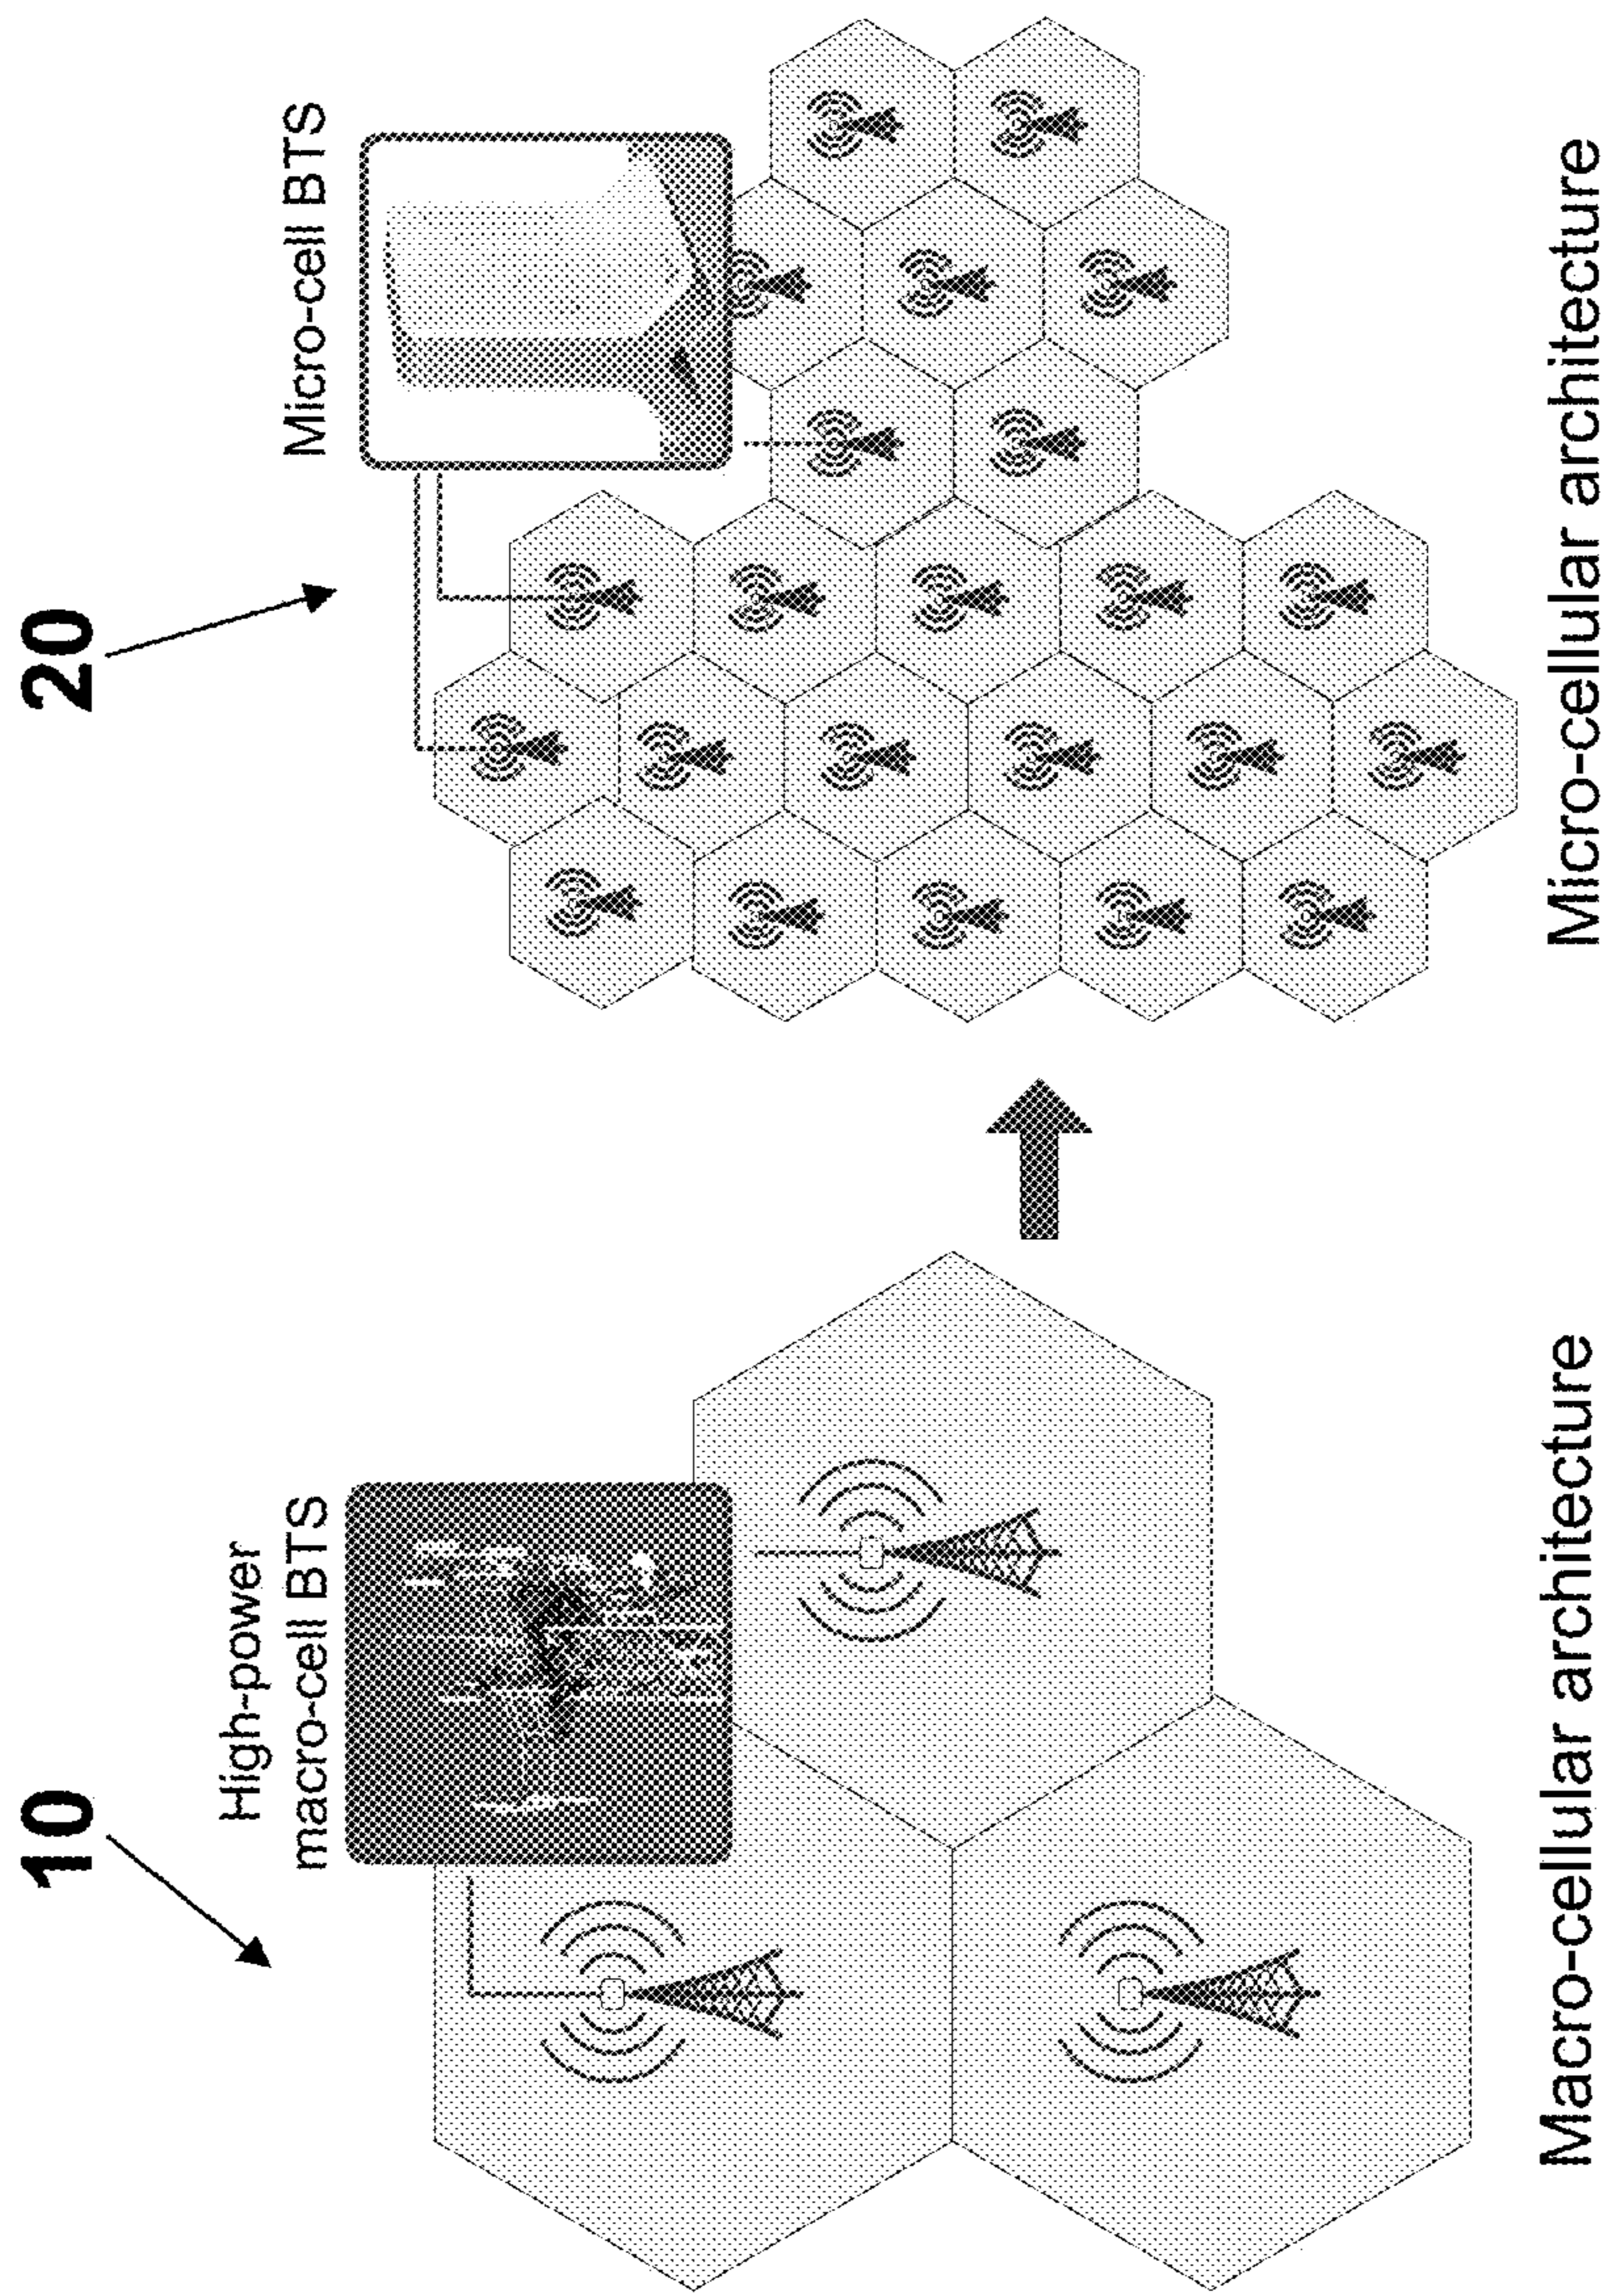 10
High-power
macro-cell BTS
Macro-cellular architecture
20
Micro-cell BTS
Micro-cellular architecture